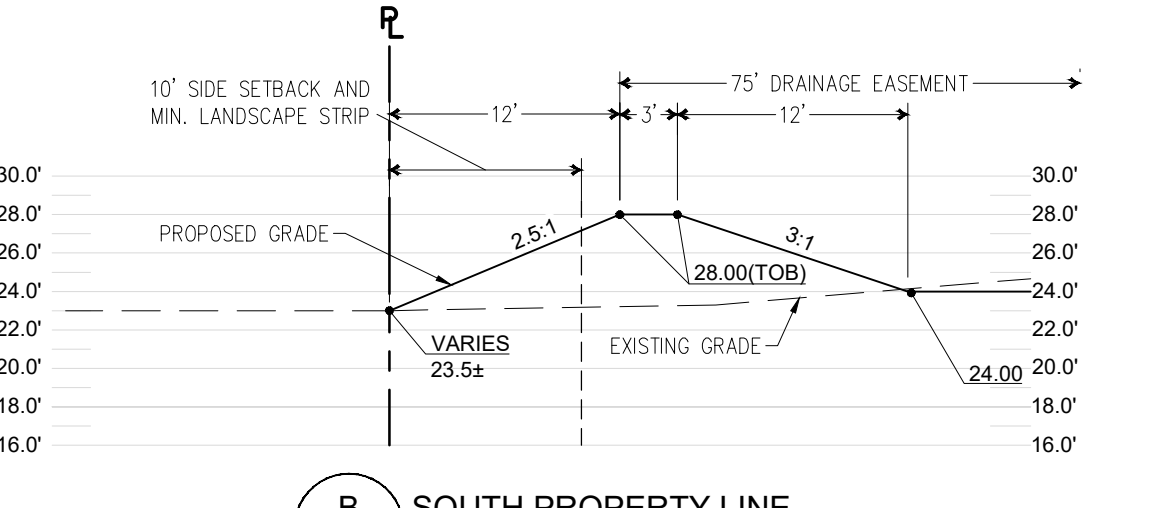 PL
10' SIDE SETBACK AND
MIN. LANDSCAPE STRIP
75' DRAINAGE EASEMENT
12'
3'
12'
30.0'
30.0'
28.0'
28.0'
PROPOSED GRADE
2.5:1
3:1
26.0'
26.0'
28.00(TOB)
24.0'
24.0'
22.0'
22.0'
VARIES
23.5±
EXISTING GRADE
20.0'
20.0'
24.00
18.0'
18.0'
16.0'
16.0'
B
SOUTH PROPERTY LINE